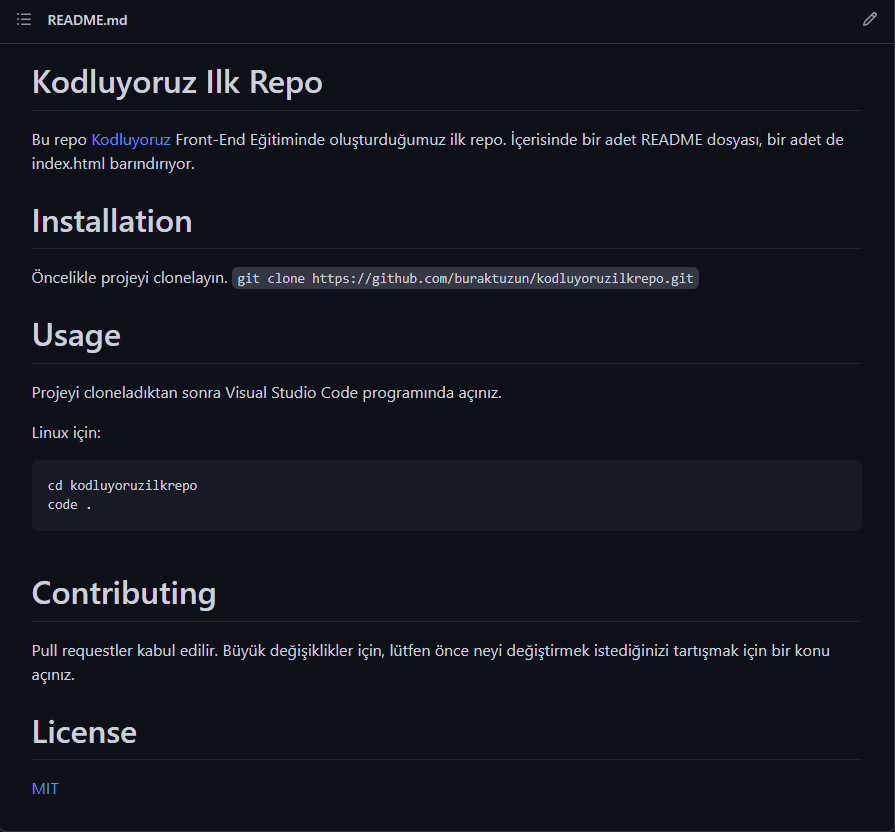 README.md
Kodluyoruz Ilk Repo
Bu repo Kodluyoruz Front-End Eğitiminde oluşturduğumuz ilk repo. İçerisinde bir adet README dosyası, bir adet de
index.html barındırıyor.
Installation
Öncelikle projeyi clonelayın. git clone https://github.com/buraktuzun/kodluyoruzilkrepo.git
Usage
Projeyi cloneladıktan sonra Visual Studio Code programında açınız.
Linux için:
cd kodluyoruzilkrepo
code .
Contributing
Pull requestler kabul edilir. Büyük değişiklikler için, lütfen önce neyi değiştirmek istediğinizi tartışmak için bir konu
açınız.
License
MIT